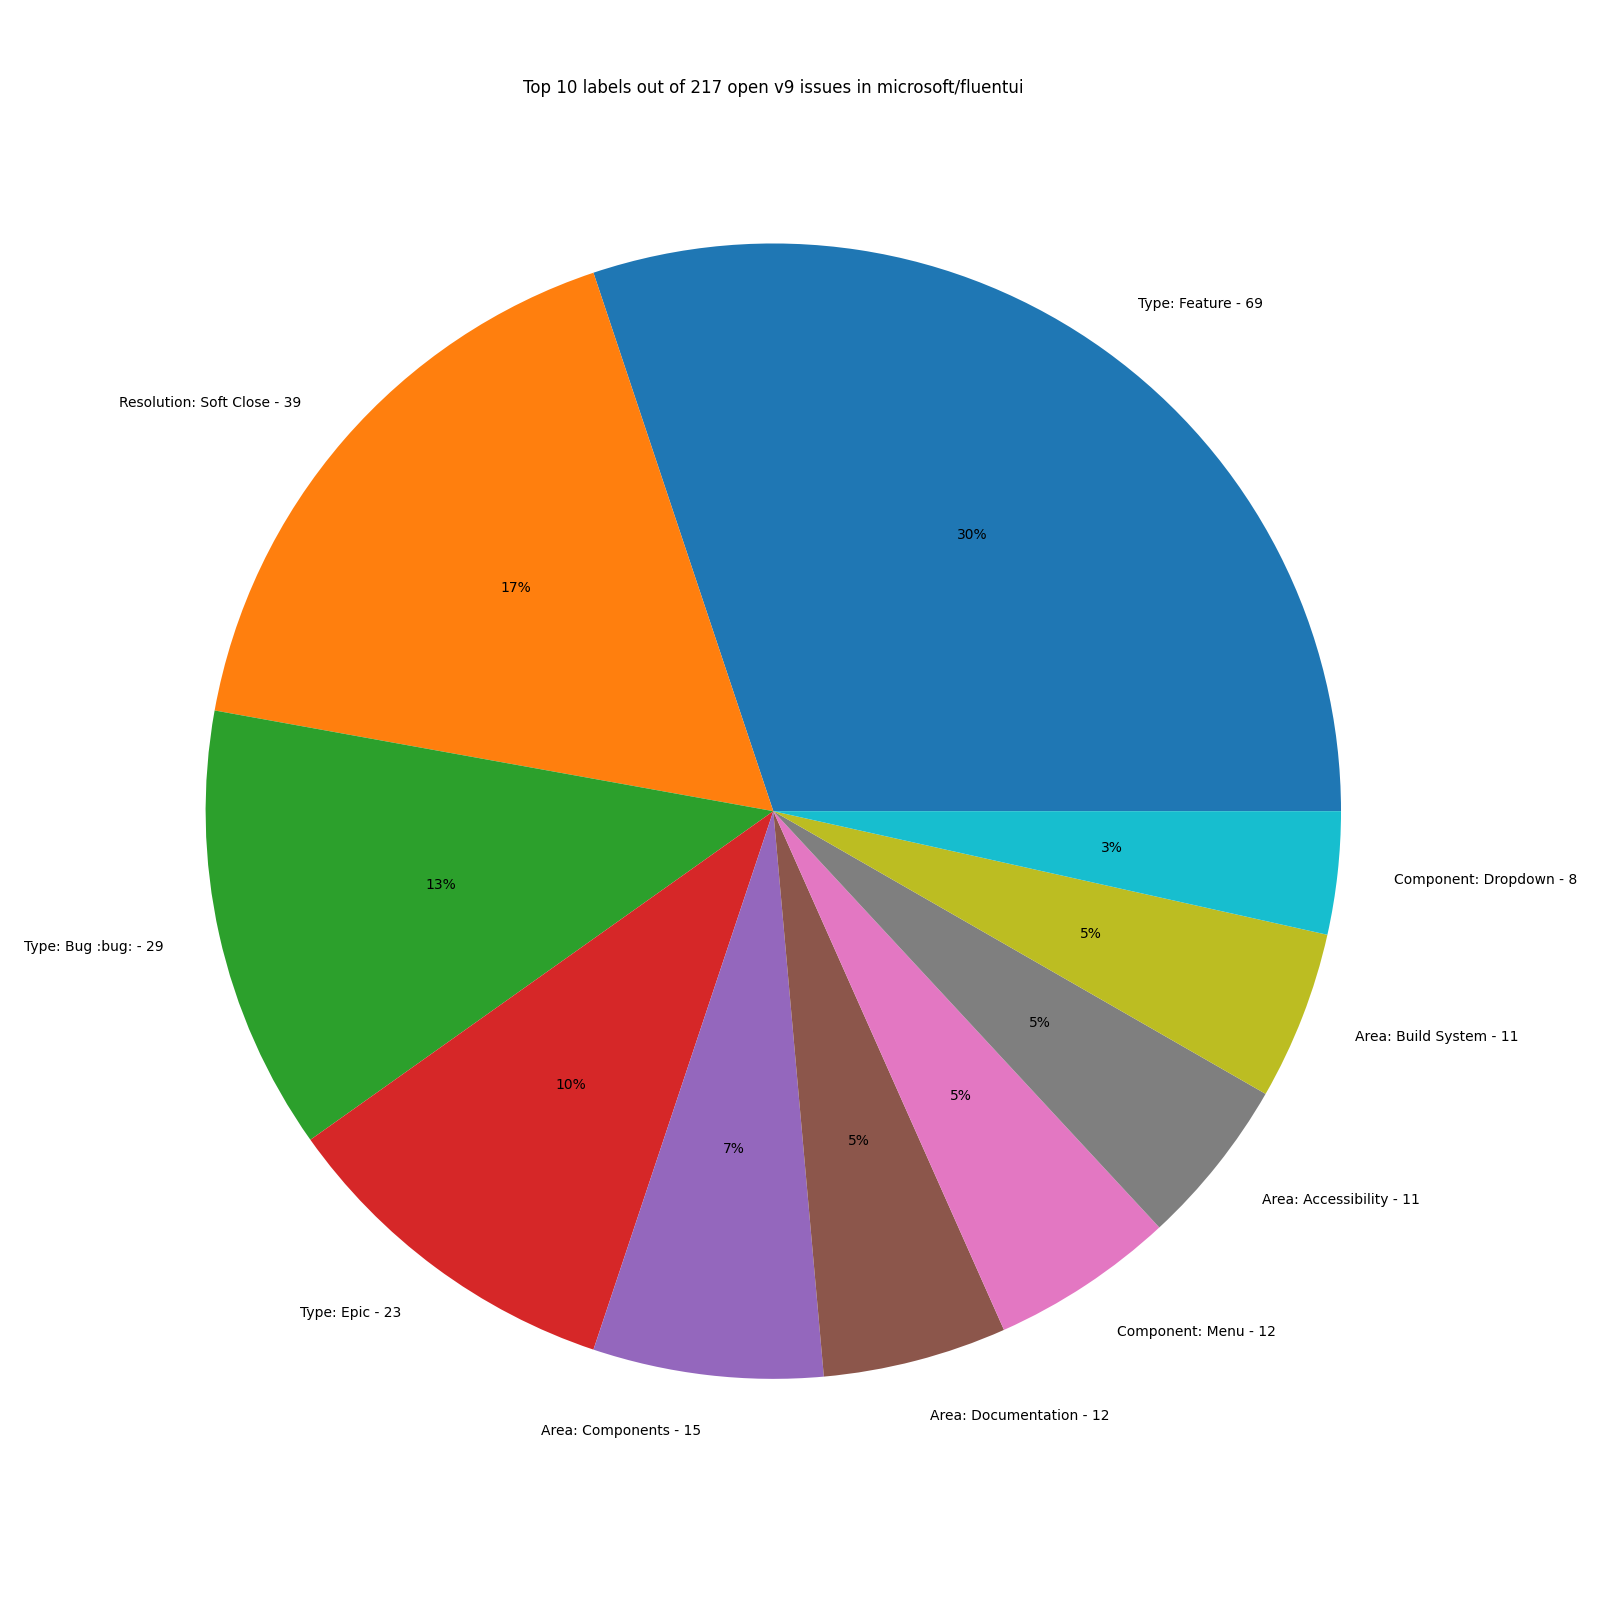 Top 10 labels out of 217 open v9 issues in microsoft/fluentui
Type: Feature - 69
Resolution: Soft Close - 39
30%
17%
3%
Component: Dropdown - 8
13%
5%
Type: Bug :bug: - 29
5%
Area: Build System - 11
10%
5%
7%
5%
Area: Accessibility - 11
Type: Epic - 23
Component: Menu - 12
Area: Documentation - 12
Area: Components - 15